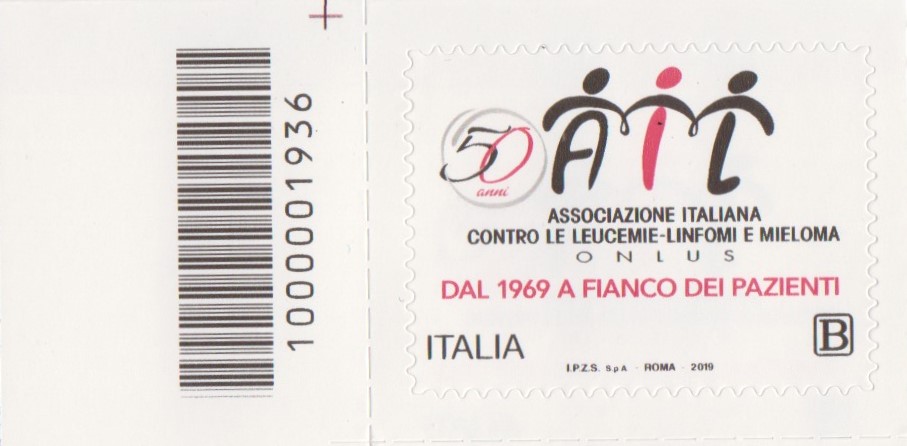 1000001936
50
anni
AIL
ASSOCIAZIONE ITALIANA
CONTRO LE LEUCEMIE-LINFOMI E MIELOMA
ONLUS
DAL 1969 A FIANCO DEI PAZIENTI
ITALIA
B
I.P.Z.S. S.p.A. - ROMA - 2019